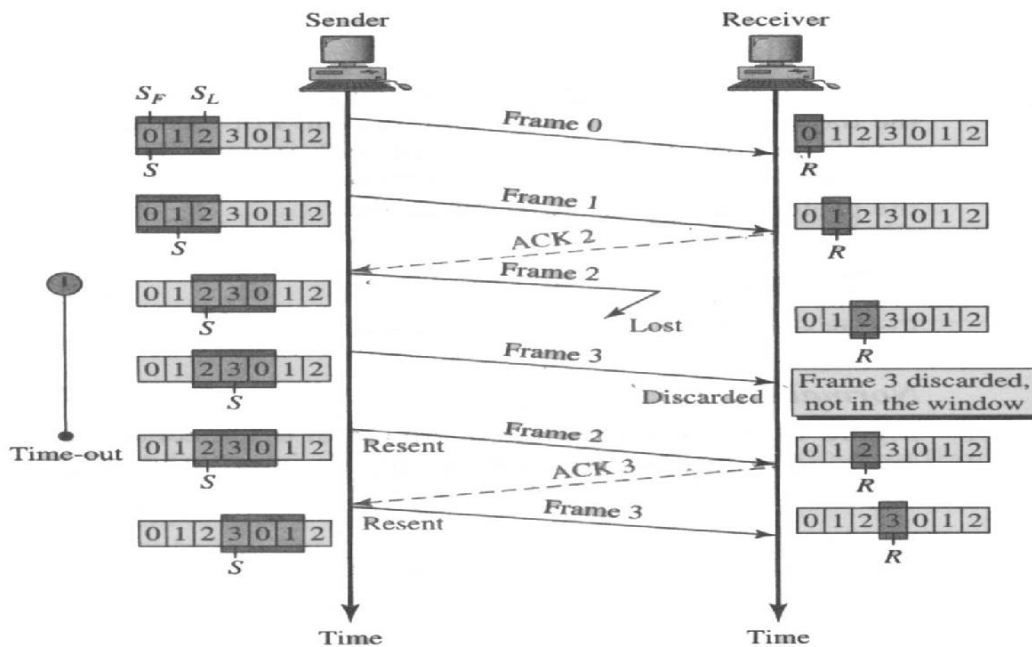 Sender
Receiver
S_F S_L
0 1 2 3 0 1 2
S
Frame 0
0 1 2 3 0 1 2
R
0 1 2 3 0 1 2
S
Frame 1
0 1 2 3 0 1 2
R
ACK 2
0 1 2 3 0 1 2
S
Frame 2
Lost
0 1 2 3 0 1 2
R
0 1 2 3 0 1 2
S
Frame 3
Discarded
Frame 3 discarded,
not in the window
Time-out
0 1 2 3 0 1 2
S
Resent
Frame 2
0 1 2 3 0 1 2
R
ACK 3
0 1 2 3 0 1 2
S
Resent
Frame 3
0 1 2 3 0 1 2
R
Time
Time